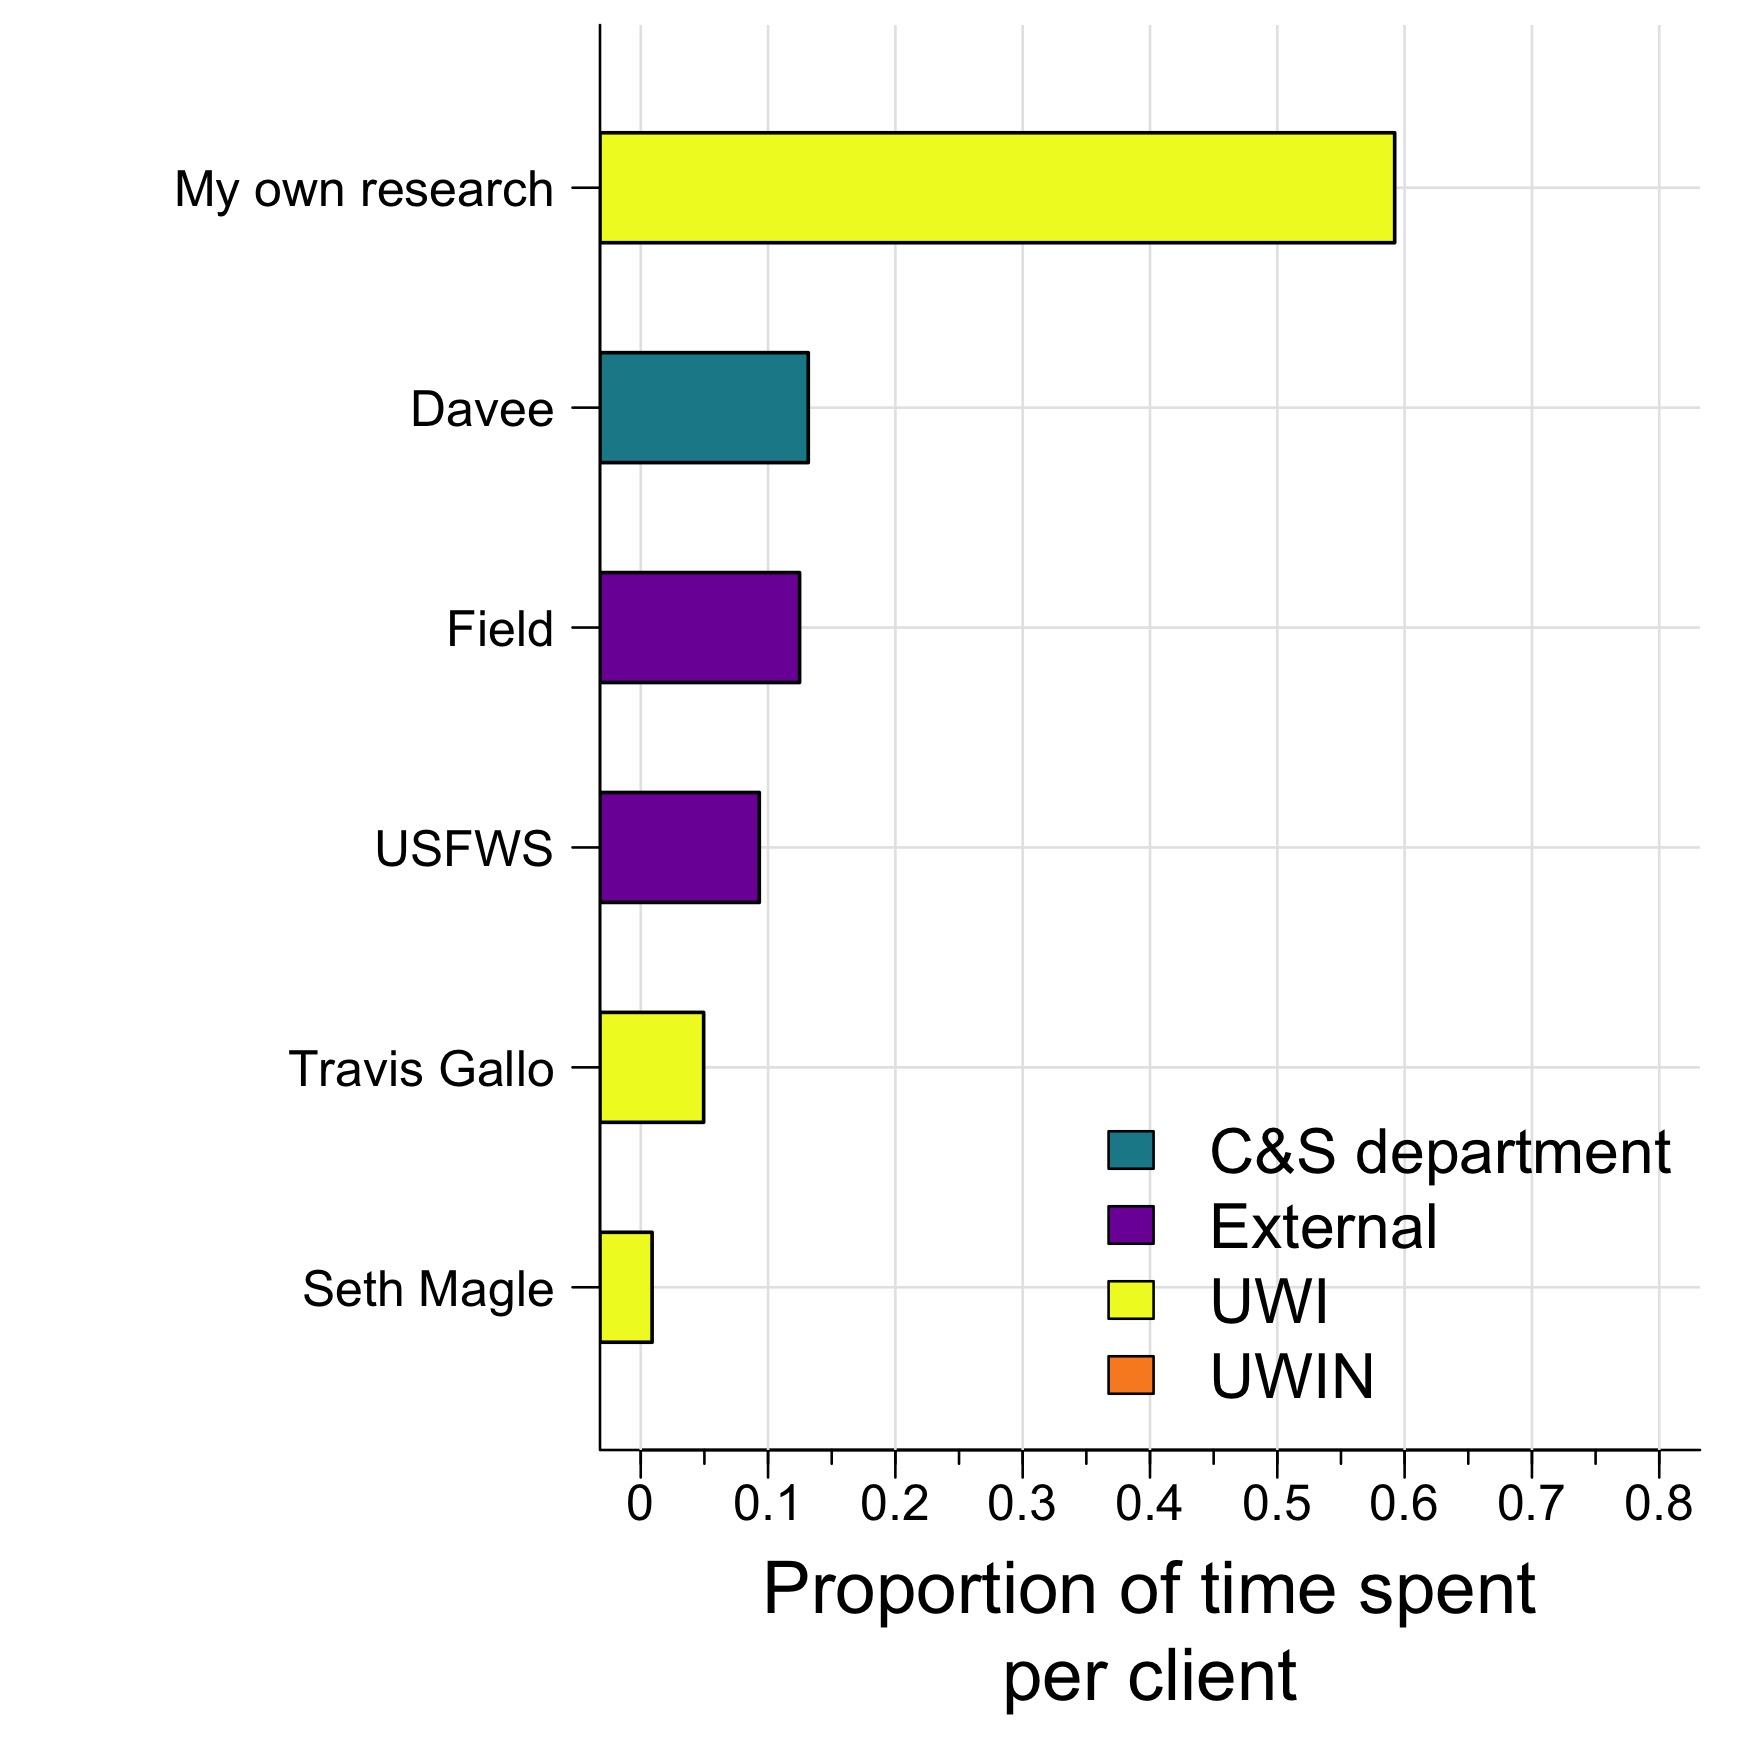 My own research
Davee
Field
USFWS
Travis Gallo
Seth Magle
C&S department
External
UWI
UWIN
0 0.1 0.2 0.3 0.4 0.5 0.6 0.7 0.8
Proportion of time spent
per client